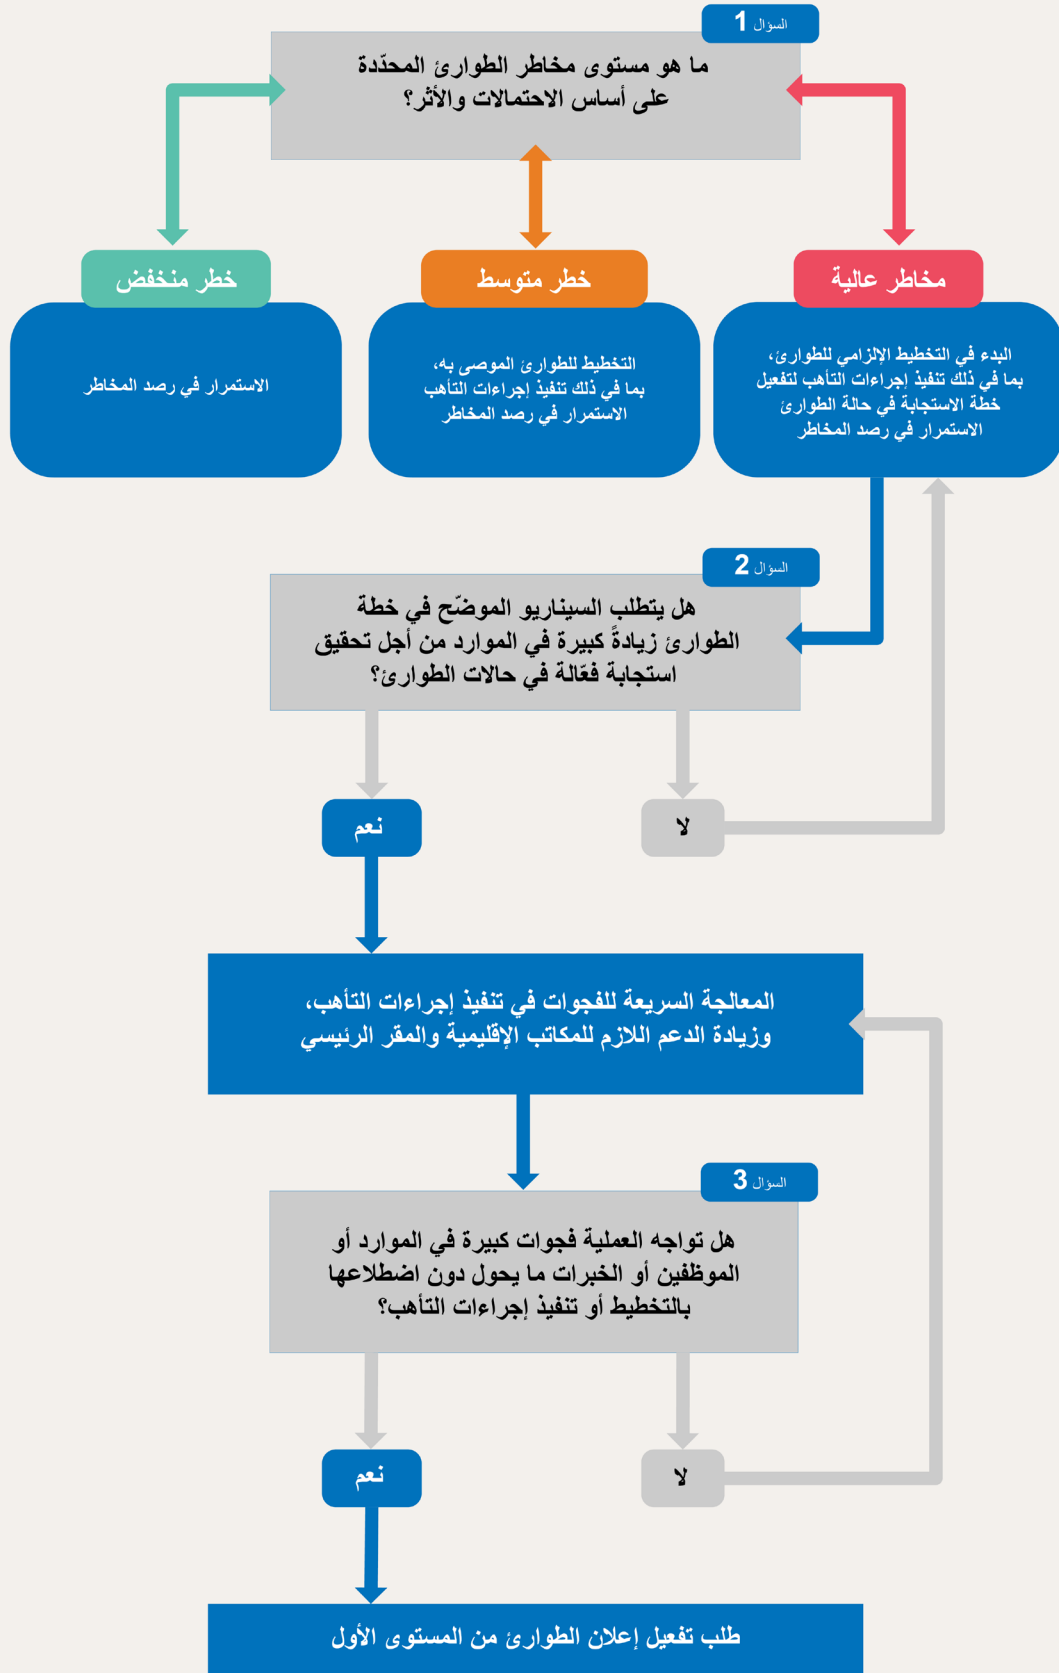 السؤال 1
ما هو مستوى مخاطر الطوارئ المحدّدة
على أساس الاحتمالات والأثر؟
مخاطر عالية
البدء في التخطيط الإلزامي للطوارئ،
بما في ذلك تنفيذ إجراءات التأهب لتفعيل
خطة الاستجابة في حالة الطوارئ
الاستمرار في رصد المخاطر
خطر متوسط
التخطيط للطوارئ الموصى به،
بما في ذلك تنفيذ إجراءات التأهب
الاستمرار في رصد المخاطر
خطر منخفض
الاستمرار في رصد المخاطر
السؤال 2
هل يتطلب السيناريو الموضّح في خطة
الطوارئ زيادةً كبيرة في الموارد من أجل تحقيق
استجابة فعّالة في حالات الطوارئ؟
لا
نعم
المعالجة السريعة للفجوات في تنفيذ إجراءات التأهب،
وزيادة الدعم اللازم للمكاتب الإقليمية والمقر الرئيسي
السؤال 3
هل تواجه العملية فجوات كبيرة في الموارد أو
الموظفين أو الخبرات ما يحول دون اضطلاعها
بالتخطيط أو تنفيذ إجراءات التأهب؟
لا
نعم
طلب تفعيل إعلان الطوارئ من المستوى الأول